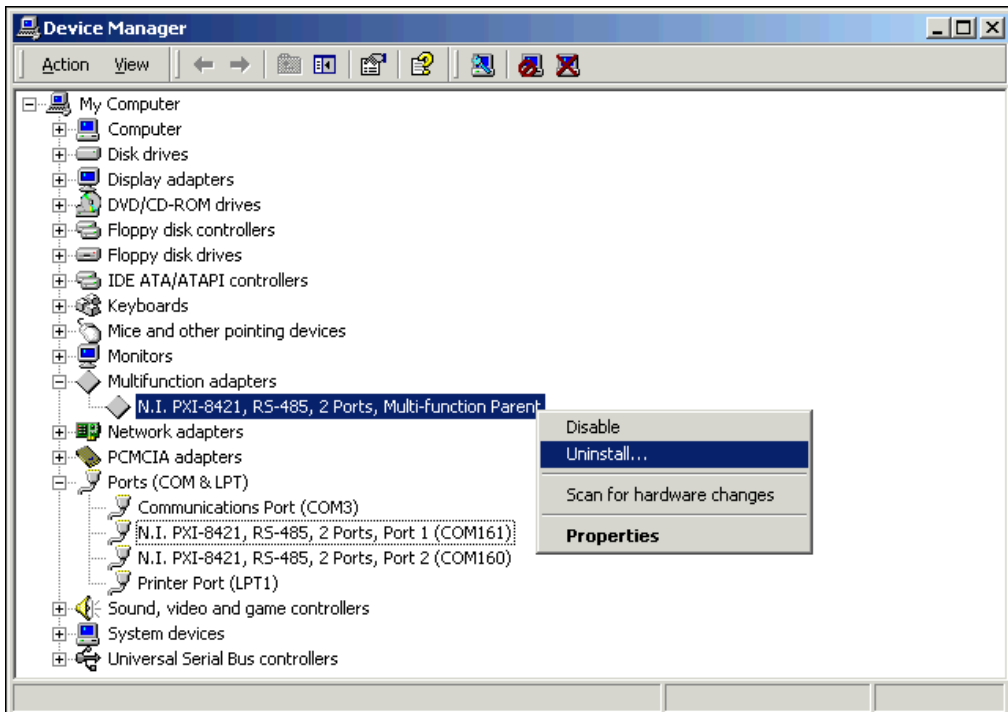 Device Manager
Action View
My Computer
Computer
Disk drives
Display adapters
DVD/CD-ROM drives
Floppy disk controllers
Floppy disk drives
IDE ATA/ATAPI controllers
Keyboards
Mice and other pointing devices
Monitors
Multifunction adapters
N.I. PXI-8421, RS-485, 2 Ports, Multi-function Parent
Network adapters
PCMCIA adapters
Ports (COM & LPT)
Communications Port (COM3)
N.I. PXI-8421, RS-485, 2 Ports, Port 1 (COM161)
N.I. PXI-8421, RS-485, 2 Ports, Port 2 (COM160)
Printer Port (LPT1)
Sound, video and game controllers
System devices
Universal Serial Bus controllers
Disable
Uninstall...
Scan for hardware changes
Properties